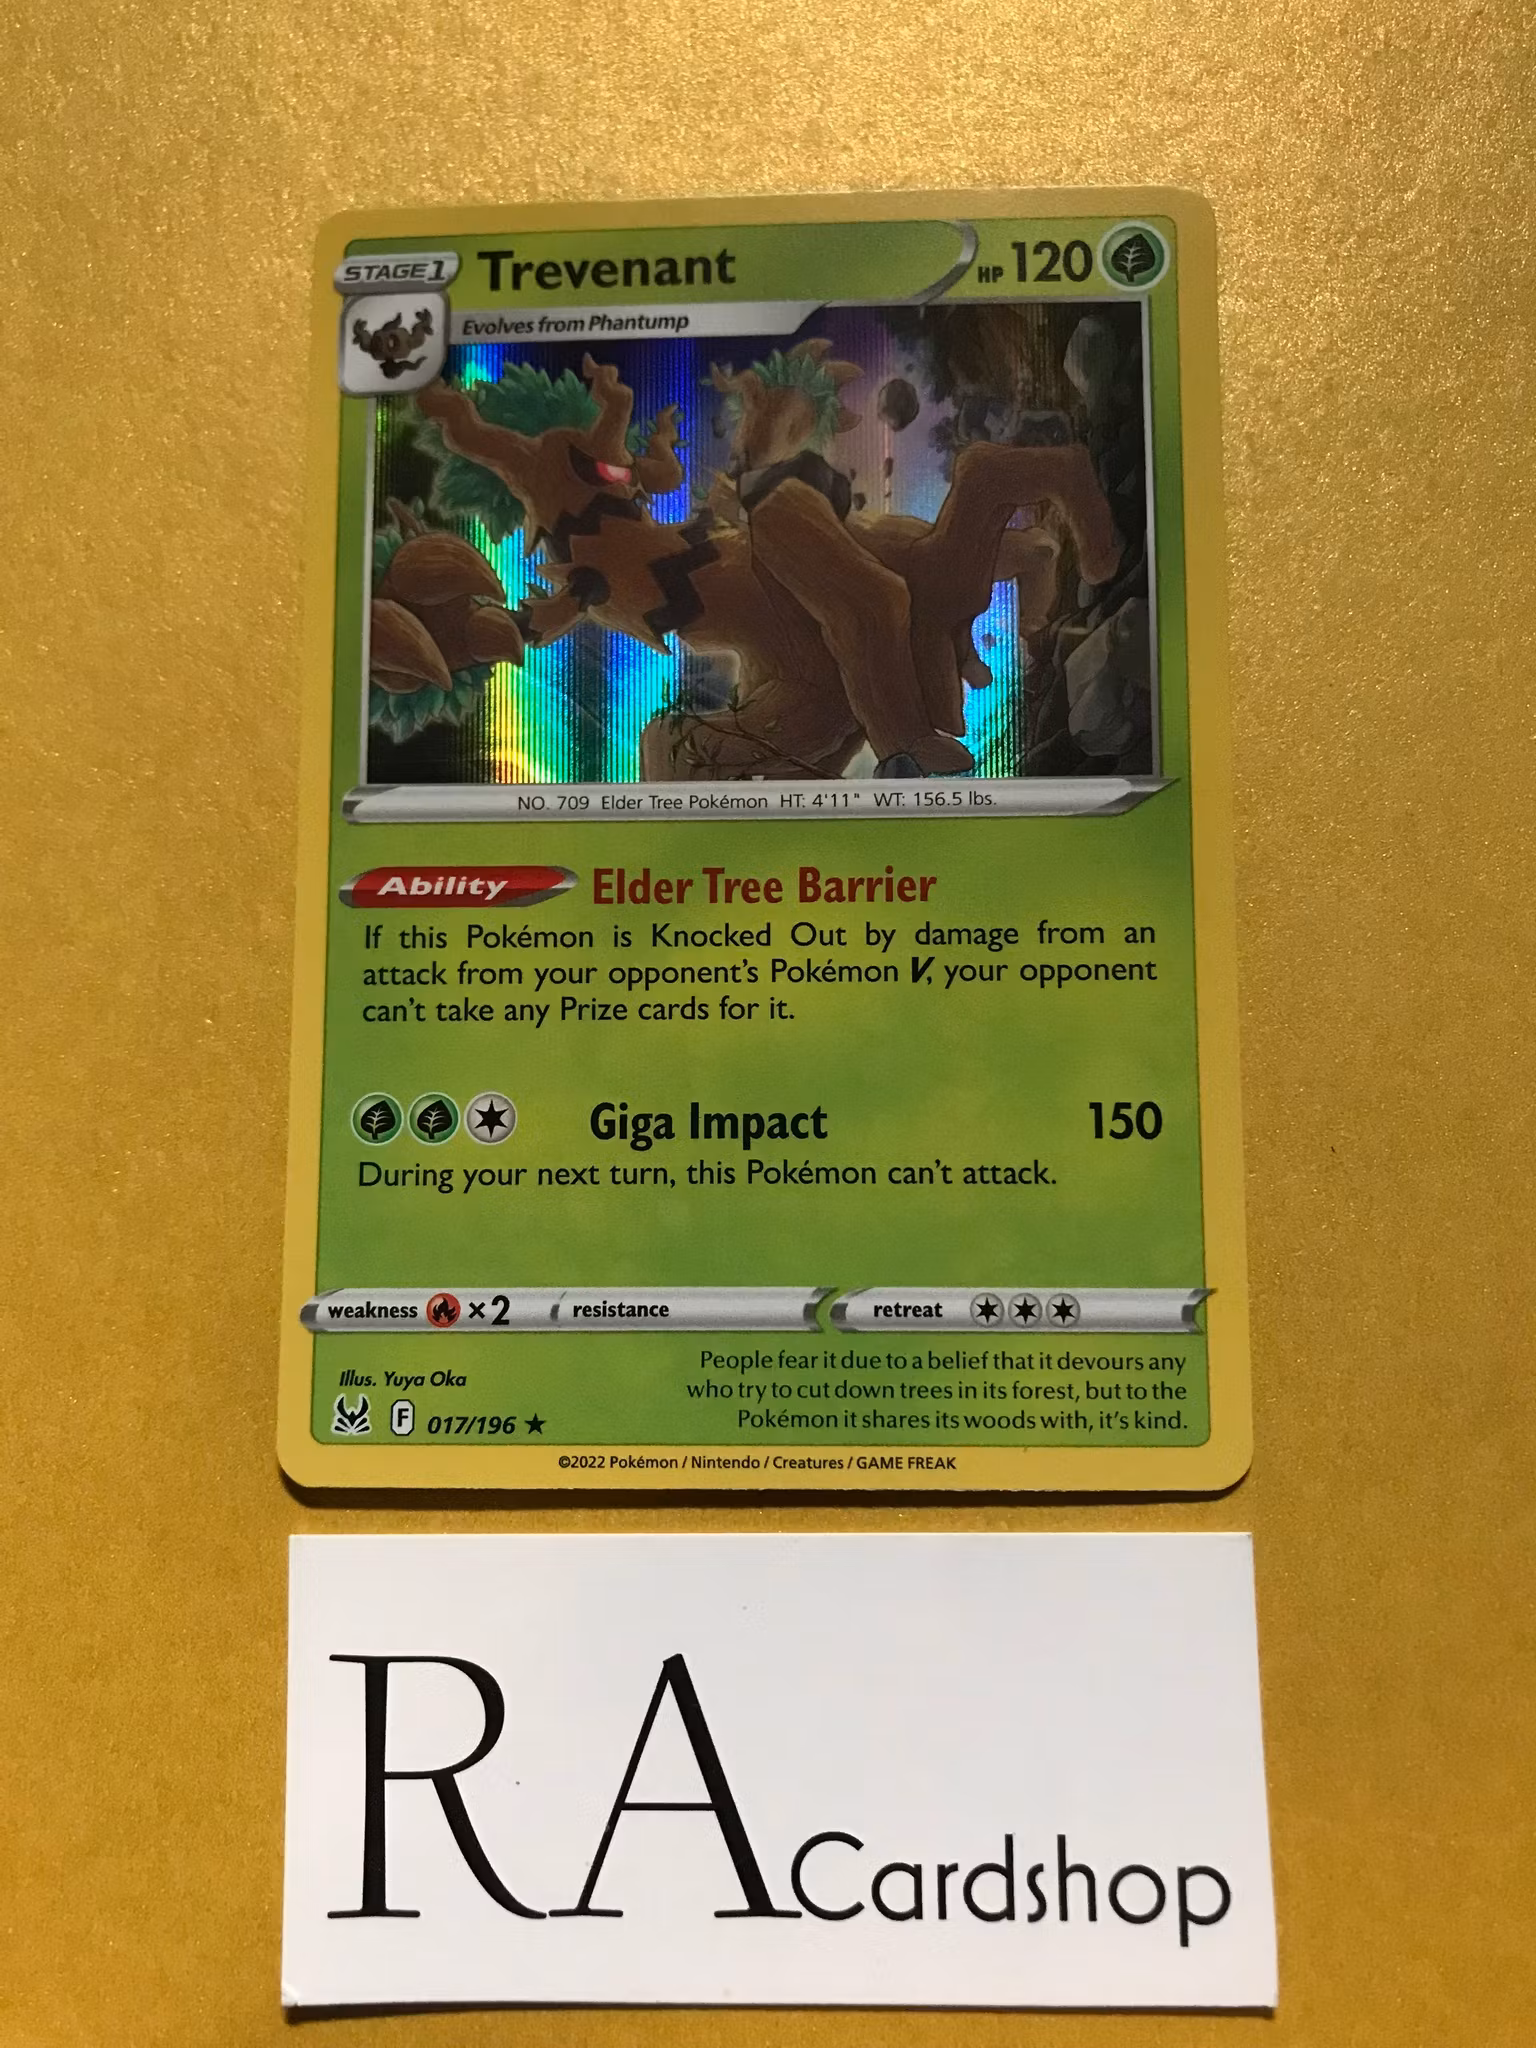 STAGE 1
Trevenant
HP 120
Evolves from Phantump
NO. 709 Elder Tree Pokémon HT: 4'11" WT: 156.5 lbs.
Ability Elder Tree Barrier
If this Pokémon is Knocked Out by damage from an
attack from your opponent's Pokémon V, your opponent
can't take any Prize cards for it.
Giga Impact 150
During your next turn, this Pokémon can't attack.
weakness ×2 resistance retreat
People fear it due to a belief that it devours any
who try to cut down trees in its forest, but to the
Pokémon it shares its woods with, it's kind.
Illus. Yuya Oka
F 017/196 ★
©2022 Pokémon / Nintendo / Creatures / GAME FREAK
RA Cardshop